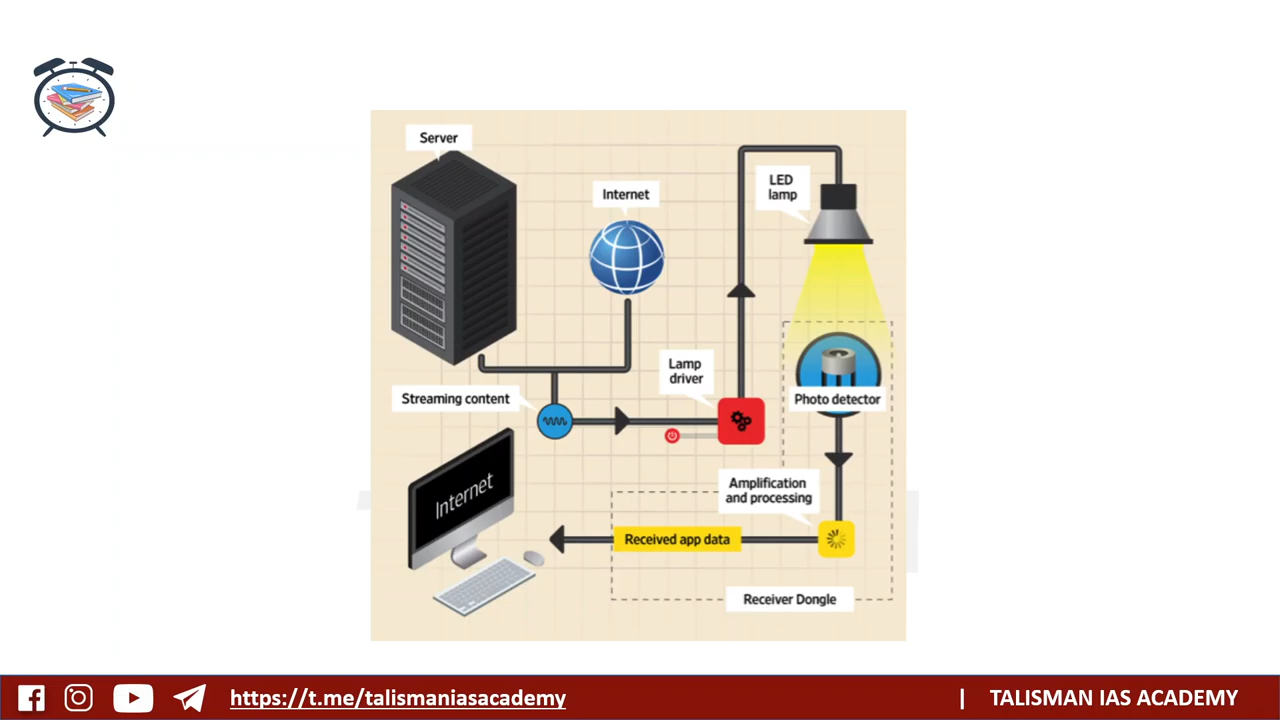 Server
Internet
LED
lamp
Lamp
driver
Streaming content
Photo detector
Internet
Amplification
and processing
Received app data
Receiver Dongle
https://t.me/talismaniasacademy
| TALISMAN IAS ACADEMY